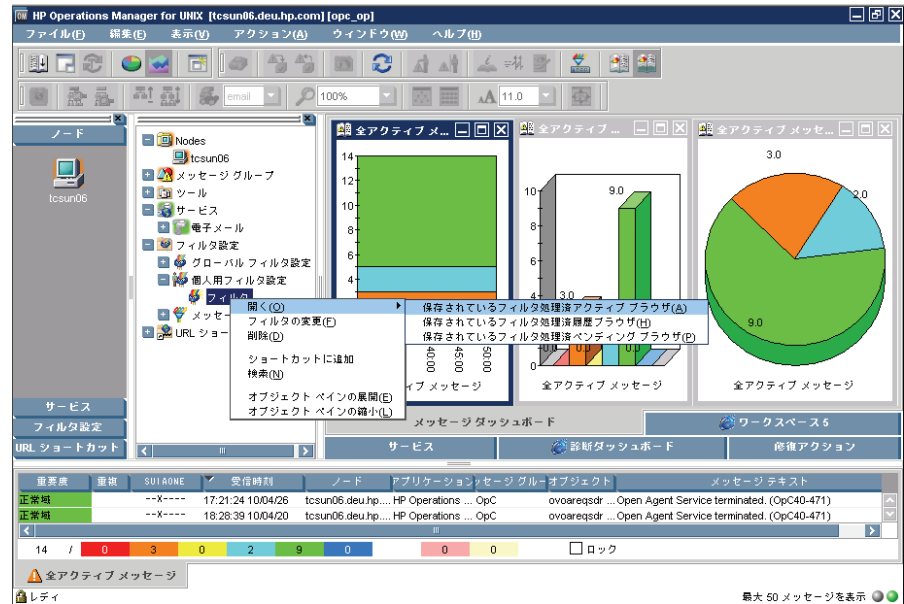 HP Operations Manager for UNIX [tcsun06.deu.hp.com] [opc_op]
ファイル(F) 編集(E) 表示(V) アクション(A) ウィンドウ(W) ヘルプ(H)
email 100% 11.0
ノード
tcsun06
サービス
フィルタ設定
URL ショートカット
Nodes
tcsun06
メッセージ グループ
ツール
サービス
電子メール
フィルタ設定
グローバル フィルタ設定
個人用フィルタ設定
フィルタ
メッセー
URL ショー
開く(O)
フィルタの変更(F)
削除(D)
ショートカットに追加
検索(N)
オブジェクト ペインの展開(E)
オブジェクト ペインの縮小(L)
保存されているフィルタ処理済アクティブ ブラウザ(A)
保存されているフィルタ処理済履歴ブラウザ(H)
保存されているフィルタ処理済ペンディング ブラウザ(P)
全アクティブ メ...
14
12
10
8
6
4
40:00
45:00
50:00
ィブ メッセージ
全アクティブ ...
10
8
6
4
0
9.0
3.0
全アクティブ メッセージ
全アクティブ メッセ...
3.0
2.0
9.0
全アクティブ メッセージ
メッセージ ダッシュボード ワークスペース 5
サービス 診断ダッシュボード 修復アクション
重要度 重複 SUIAONE 受信時刻 ノード アプリケーション ッセージ グルー オブジェクト メッセージ テキスト
正常域 --X---- 17:21:24 10/04/26 tcsun06.deu.hp.... HP Operations ... OpC ovoareqsdr ... Open Agent Service terminated. (OpC40-471)
正常域 --X---- 18:28:39 10/04/20 tcsun06.deu.hp.... HP Operations ... OpC ovoareqsdr ... Open Agent Service terminated. (OpC40-471)
14 / 0 3 0 2 9 0 0 0 ロック
全アクティブ メッセージ
レディ 最大 50 メッセージを表示